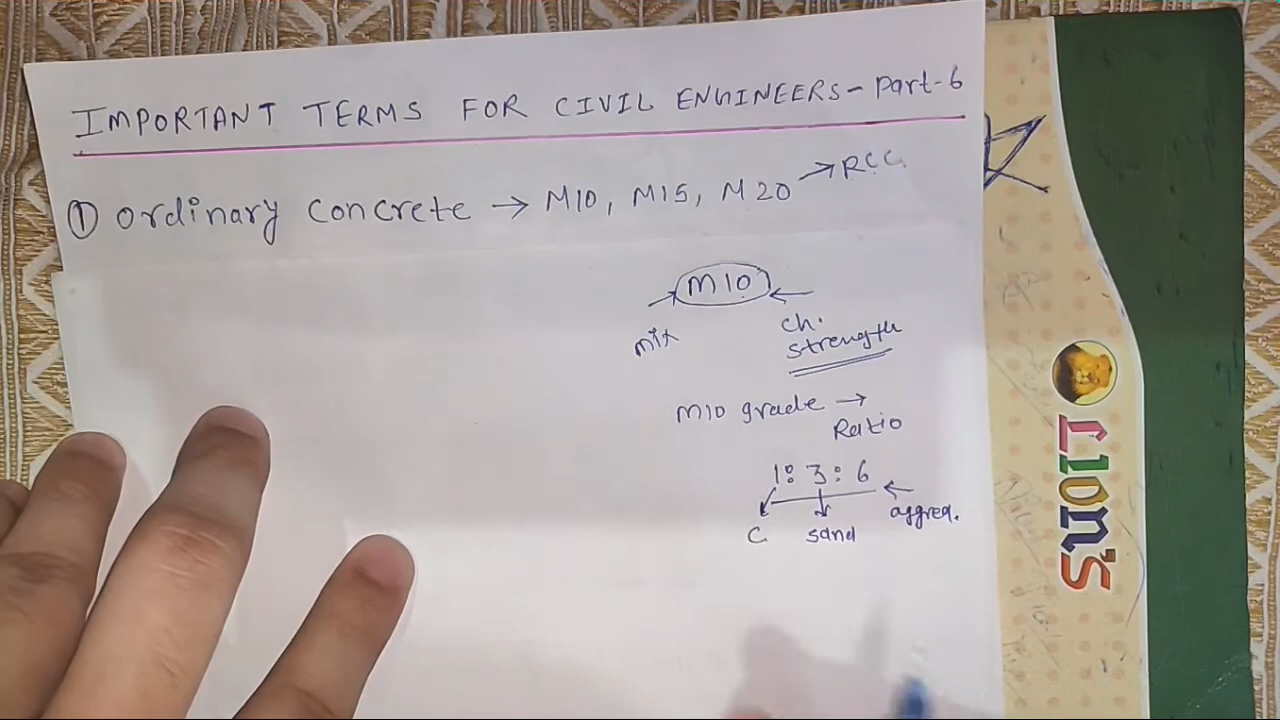 IMPORTANT TERMS FOR CIVIL ENGINEERS - Part-6
① Ordinary Concrete → M10, M15, M20 → RCC
M10
mix
ch.
strength
M10 grade →
Ratio
1: 3: 6
aggreg.
C sand
LIONS